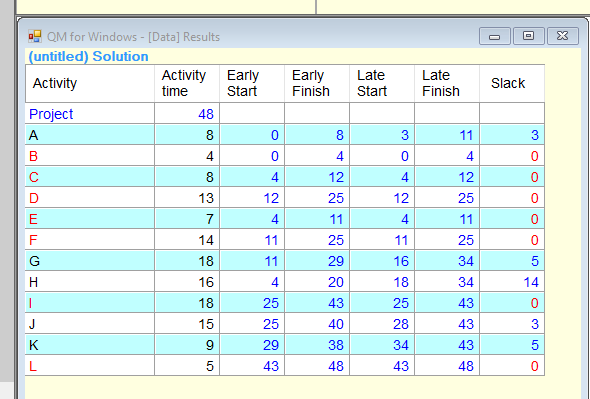 QM for Windows - [Data] Results
(untitled) Solution
Activity Activity time Early Start Early Finish Late Start Late Finish Slack
Project 48
A 8 0 8 3 11 3
B 4 0 4 0 4 0
C 8 4 12 4 12 0
D 13 12 25 12 25 0
E 7 4 11 4 11 0
F 14 11 25 11 25 0
G 18 11 29 16 34 5
H 16 4 20 18 34 14
I 18 25 43 25 43 0
J 15 25 40 28 43 3
K 9 29 38 34 43 5
L 5 43 48 43 48 0